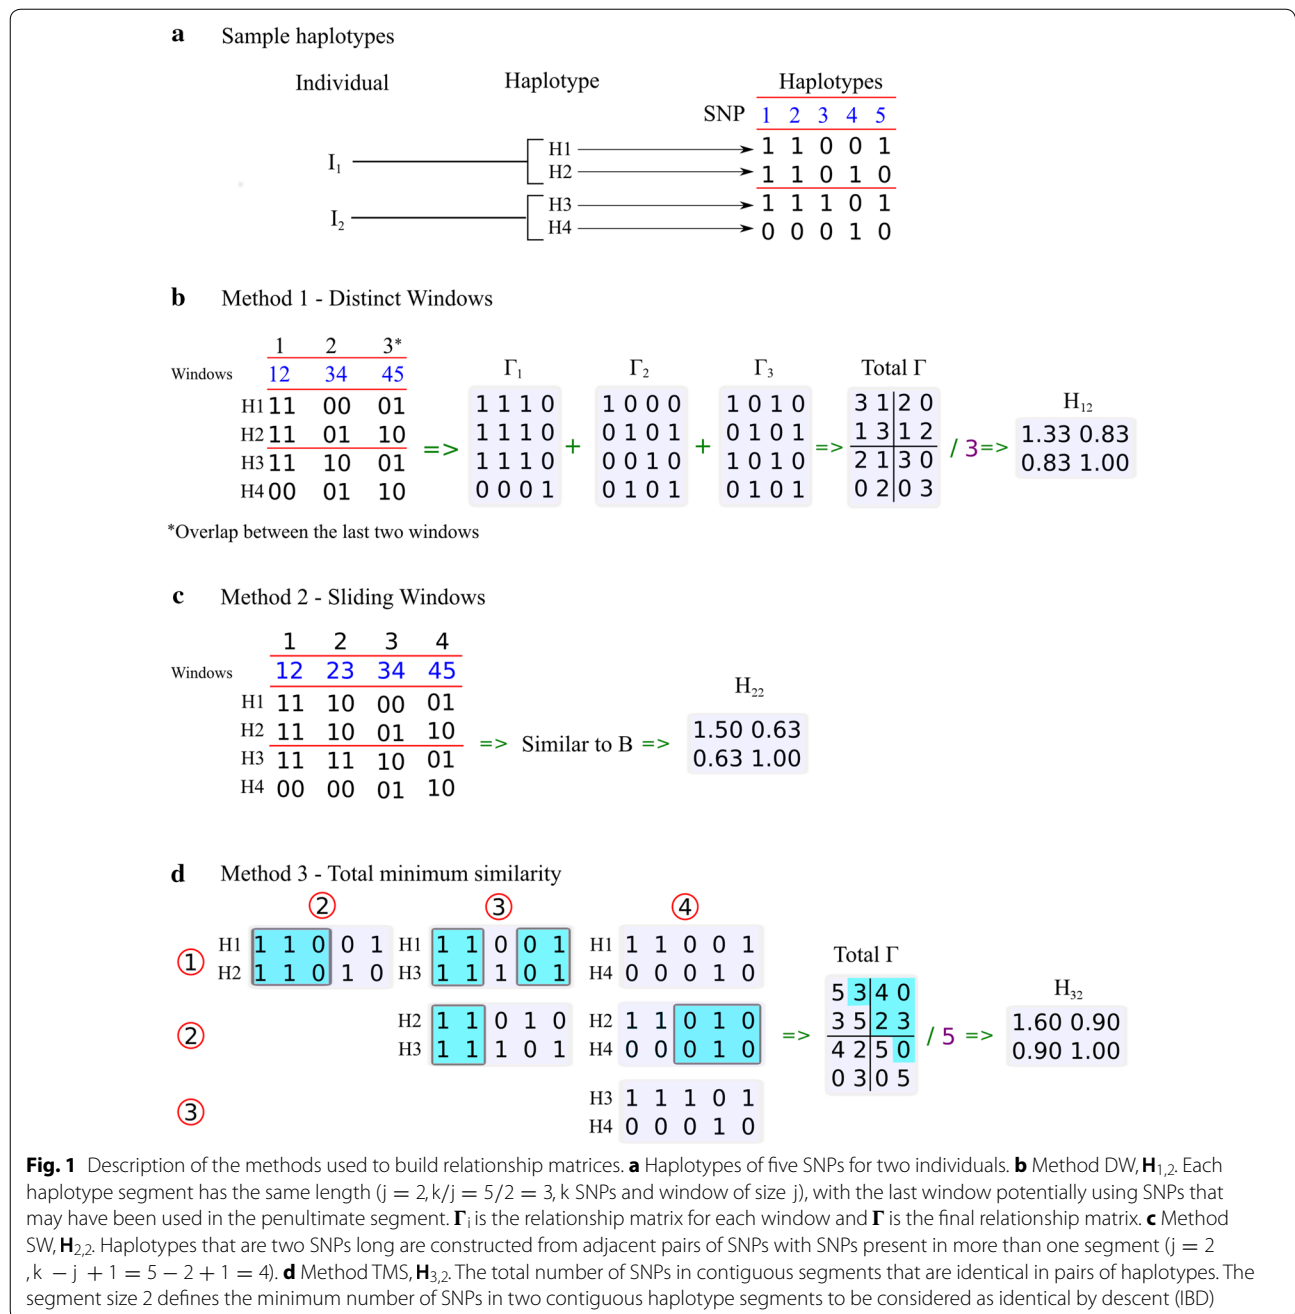 a Sample haplotypes
Individual Haplotype Haplotypes
SNP 1 2 3 4 5
I1 H1 1 1 0 0 1
H2 1 1 0 1 0
I2 H3 1 1 1 0 1
H4 0 0 0 1 0
b Method 1 - Distinct Windows
1 2 3*
Windows 12 34 45
Γ1 Γ2 Γ3 Total Γ H12
H1 11 00 01 1 1 1 0 1 0 0 0 1 0 1 0 3 1 2 0
H2 11 01 10 => 1 1 1 0 + 0 1 0 1 + 0 1 0 1 => 1 3 1 2 / 3 => 1.33 0.83
H3 11 10 01 1 1 1 0 0 0 1 0 1 0 1 0 2 1 3 0 0.83 1.00
H4 00 01 10 0 0 0 1 0 1 0 1 0 1 0 1 0 2 0 3
*Overlap between the last two windows
c Method 2 - Sliding Windows
1 2 3 4
Windows 12 23 34 45
H22
H1 11 10 00 01
H2 11 10 01 10 => Similar to B => 1.50 0.63
H3 11 11 10 01 0.63 1.00
H4 00 00 01 10
d Method 3 - Total minimum similarity
2 3 4
1 H1 1 1 0 0 1 H1 1 1 0 0 1 H1 1 1 0 0 1
H2 1 1 0 1 0 H3 1 1 1 0 1 H4 0 0 0 1 0
2 H2 1 1 0 1 0 H2 1 1 0 1 0
H3 1 1 1 0 1 H4 0 0 0 1 0
3 H3 1 1 1 0 1
H4 0 0 0 1 0
Total Γ H32
5 3 4 0
=> 3 5 2 3 / 5 => 1.60 0.90
4 2 5 0 0.90 1.00
0 3 0 5
Fig. 1 Description of the methods used to build relationship matrices. a Haplotypes of five SNPs for two individuals. b Method DW, H1,2. Each
haplotype segment has the same length (j = 2, k/j = 5/2 = 3, k SNPs and window of size j), with the last window potentially using SNPs that
may have been used in the penultimate segment. Γi is the relationship matrix for each window and Γ is the final relationship matrix. c Method
SW, H2,2. Haplotypes that are two SNPs long are constructed from adjacent pairs of SNPs with SNPs present in more than one segment (j = 2
, k − j + 1 = 5 − 2 + 1 = 4). d Method TMS, H3,2. The total number of SNPs in contiguous segments that are identical in pairs of haplotypes. The
segment size 2 defines the minimum number of SNPs in two contiguous haplotype segments to be considered as identical by descent (IBD)